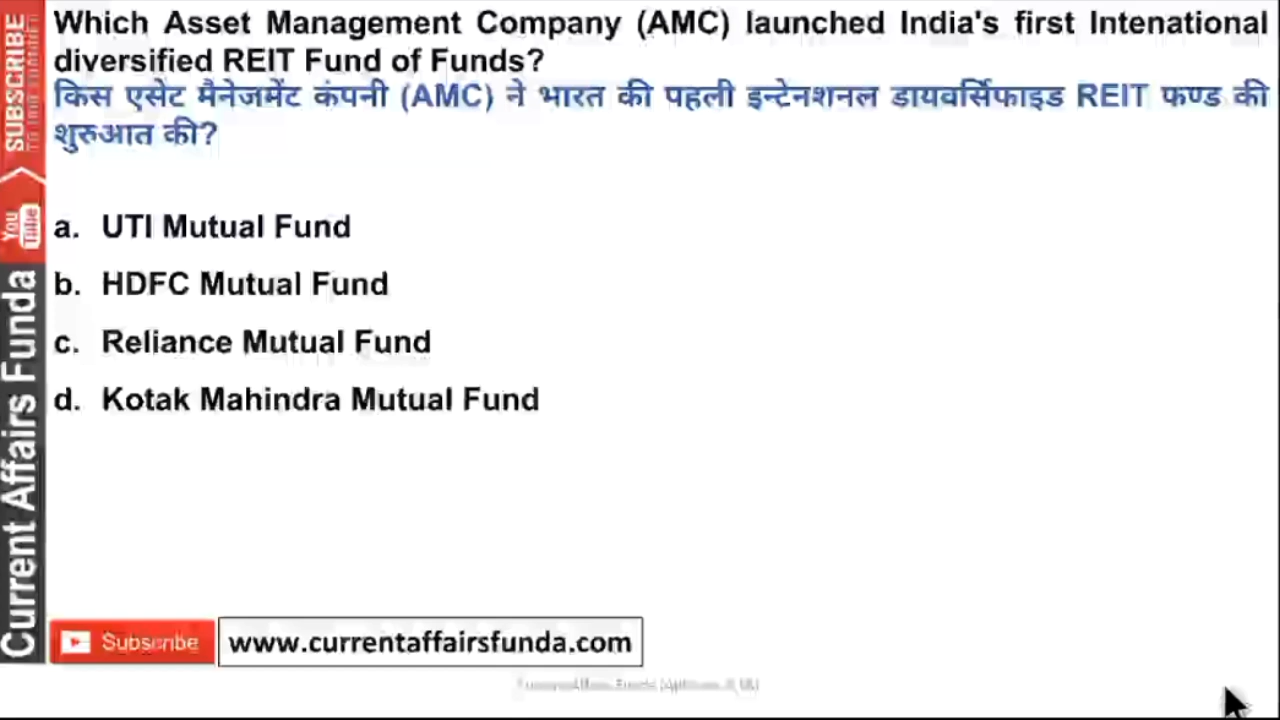 Which Asset Management Company (AMC) launched India's first Intenational
diversified REIT Fund of Funds?
किस एसेट मैनेजमेंट कंपनी (AMC) ने भारत की पहली इन्टेनशनल डायवर्सिफाइड REIT फण्ड की
शुरुआत की?
a. UTI Mutual Fund
b. HDFC Mutual Fund
c. Reliance Mutual Fund
d. Kotak Mahindra Mutual Fund
SUBSCRIBE
You Tube
Current Affairs Funda
Subscribe
www.currentaffairsfunda.com